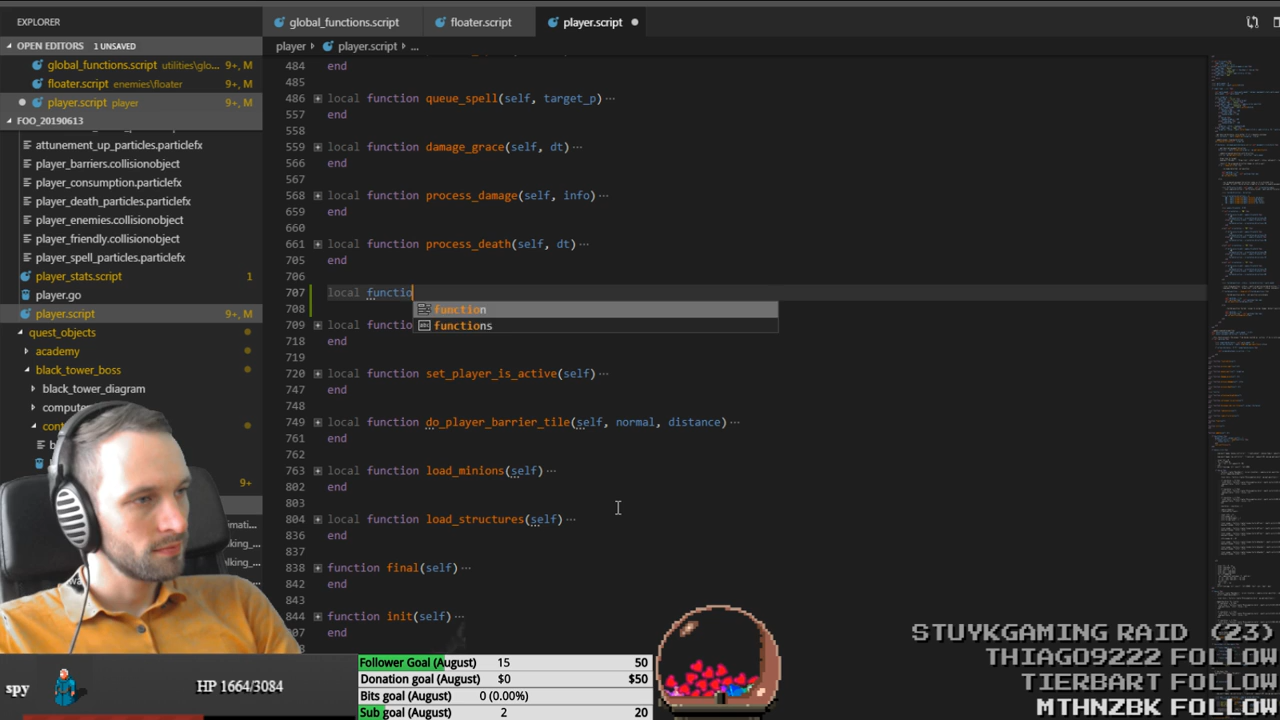 EXPLORER
OPEN EDITORS 1 UNSAVED
global_functions.script utilities\glo... 9+, M
floater.script enemies\floater 9+, M
player.script player 9+, M
FOO_20190613
attunement_up_particles.particlefx
player_barriers.collisionobject
player_consumption.particlefx
player_death_particles.particlefx
player_enemies.collisionobject
player_friendly.collisionobject
player_spell_particles.particlefx
player_stats.script 1
player.go
player.script 9+, M
quest_objects
academy
black_tower_boss
black_tower_diagram
compute
cont
9+
global_functions.script
floater.script
player.script
player > player.script > ...
484 end
485
486 local function queue_spell(self, target_p)...
557 end
558
559 local function damage_grace(self, dt)...
566 end
567
568 local function process_damage(self, info)...
659 end
660
661 local function process_death(self, dt)...
705 end
706
707 local functio
function
708
functions
709 local functio
718 end
719
720 local function set_player_is_active(self)...
747 end
748
749 local function do_player_barrier_tile(self, normal, distance)...
761 end
762
763 local function load_minions(self)...
802 end
803
804 local function load_structures(self)...
836 end
837
838 function final(self)...
842 end
843
844 function init(self)...
end
STUYKGAMING RAID (23)
THIAGO9242 FOLLOW
TIERBART FOLLOW
MTHNZBK FOLLOW
spy
HP 1664/3084
Follower Goal (August) 15 50
Donation goal (August) $0 $50
Bits goal (August) 0 (0.00%)
Sub goal (August) 2 20